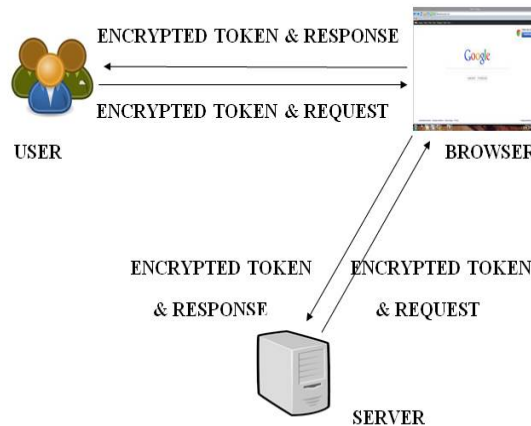 ENCRYPTED TOKEN & RESPONSE
Google
ENCRYPTED TOKEN & REQUEST
USER
BROWSER
ENCRYPTED TOKEN
& RESPONSE
ENCRYPTED TOKEN
& REQUEST
SERVER